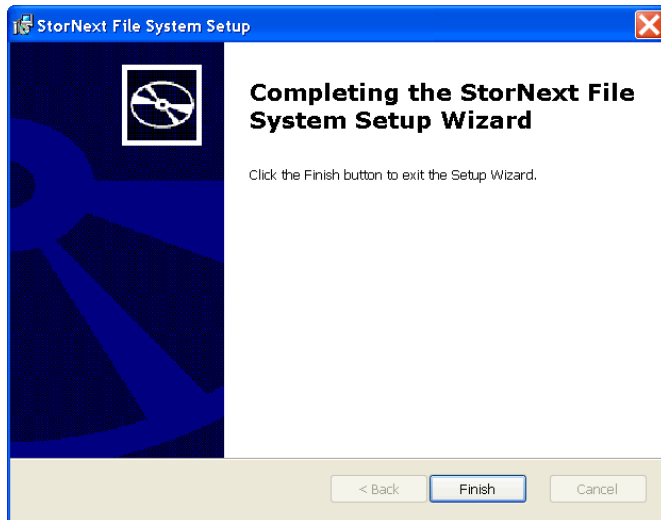 StorNext File System Setup
Completing the StorNext File
System Setup Wizard
Click the Finish button to exit the Setup Wizard.
< Back
Finish
Cancel